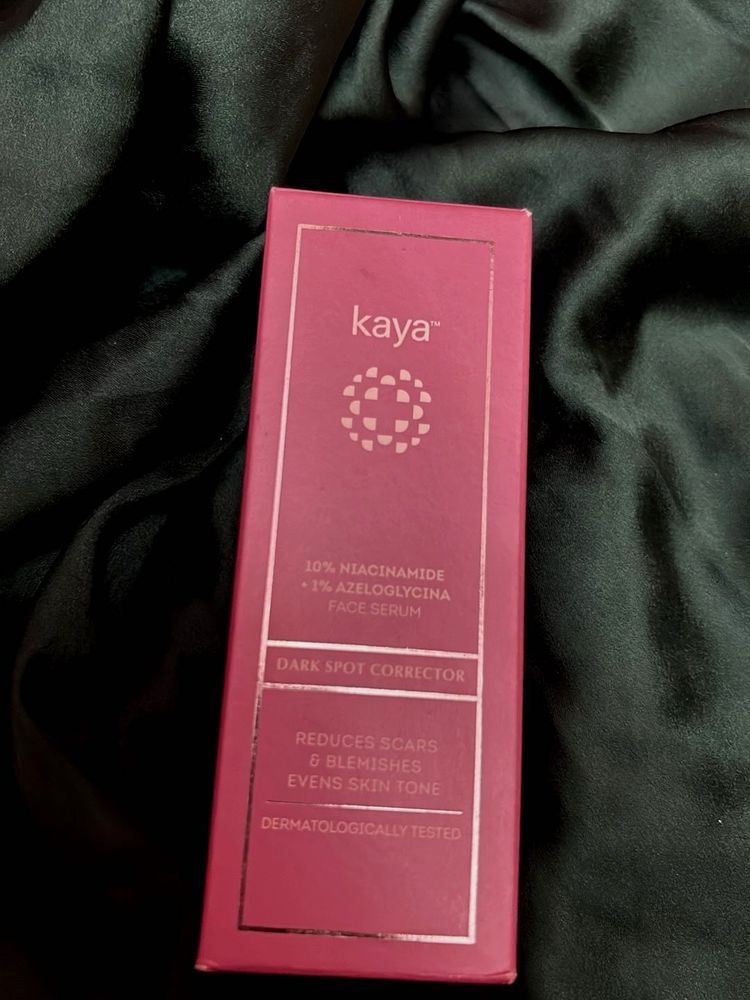 kaya™
10% NIACINAMIDE
+ 1% AZELOGLYCINA
FACE SERUM
DARK SPOT CORRECTOR
REDUCES SCARS
& BLEMISHES
EVENS SKIN TONE
DERMATOLOGICALLY TESTED